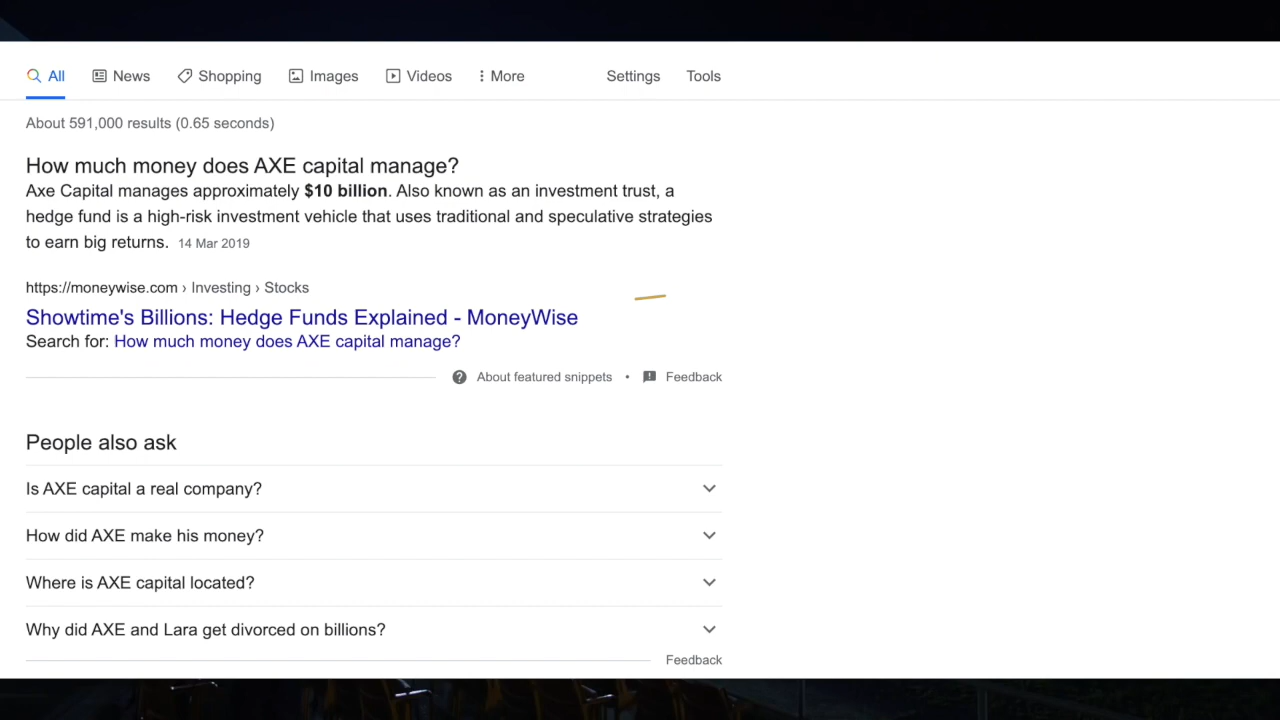 All News Shopping Images Videos More Settings Tools
About 591,000 results (0.65 seconds)
How much money does AXE capital manage?
Axe Capital manages approximately $10 billion. Also known as an investment trust, a
hedge fund is a high-risk investment vehicle that uses traditional and speculative strategies
to earn big returns. 14 Mar 2019
https://moneywise.com › Investing › Stocks
Showtime's Billions: Hedge Funds Explained - MoneyWise
Search for: How much money does AXE capital manage?
About featured snippets • Feedback
People also ask
Is AXE capital a real company?
How did AXE make his money?
Where is AXE capital located?
Why did AXE and Lara get divorced on billions?
Feedback